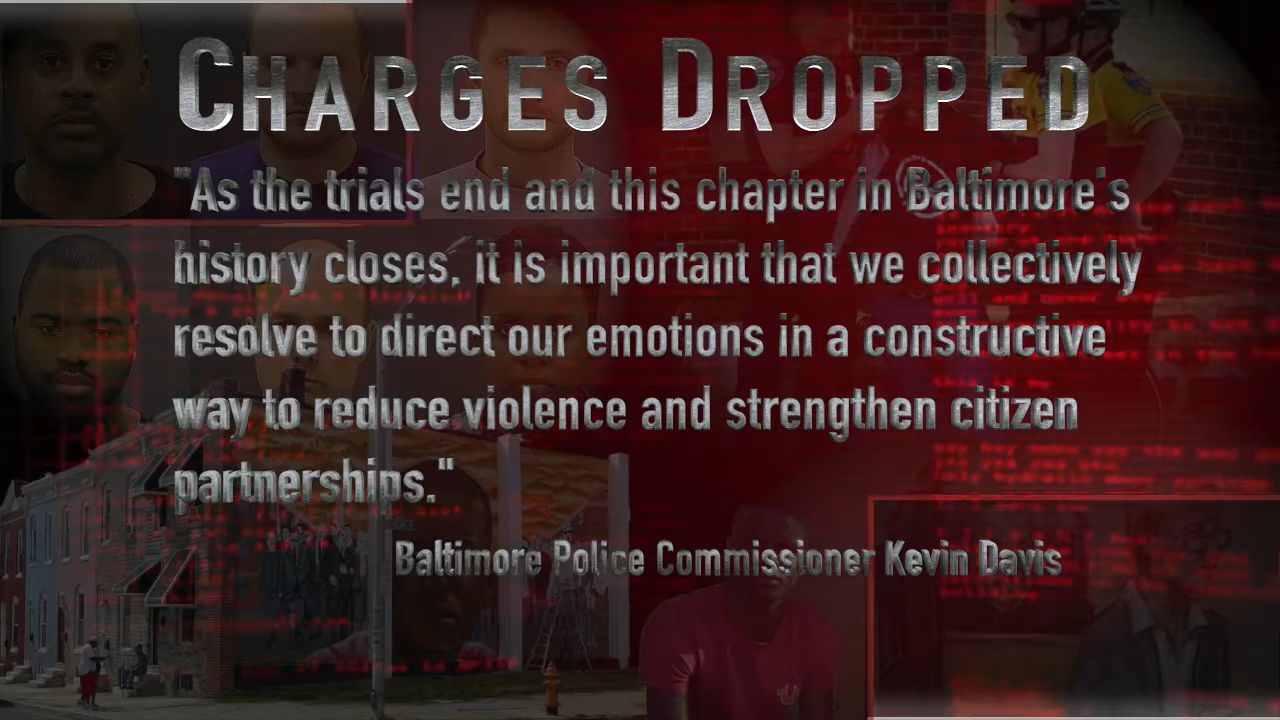 CHARGES DROPPED
"As the trials end and this chapter in Baltimore's
history closes, it is important that we collectively
resolve to direct our emotions in a constructive
way to reduce violence and strengthen citizen
partnerships."
Baltimore Police Commissioner Kevin Davis